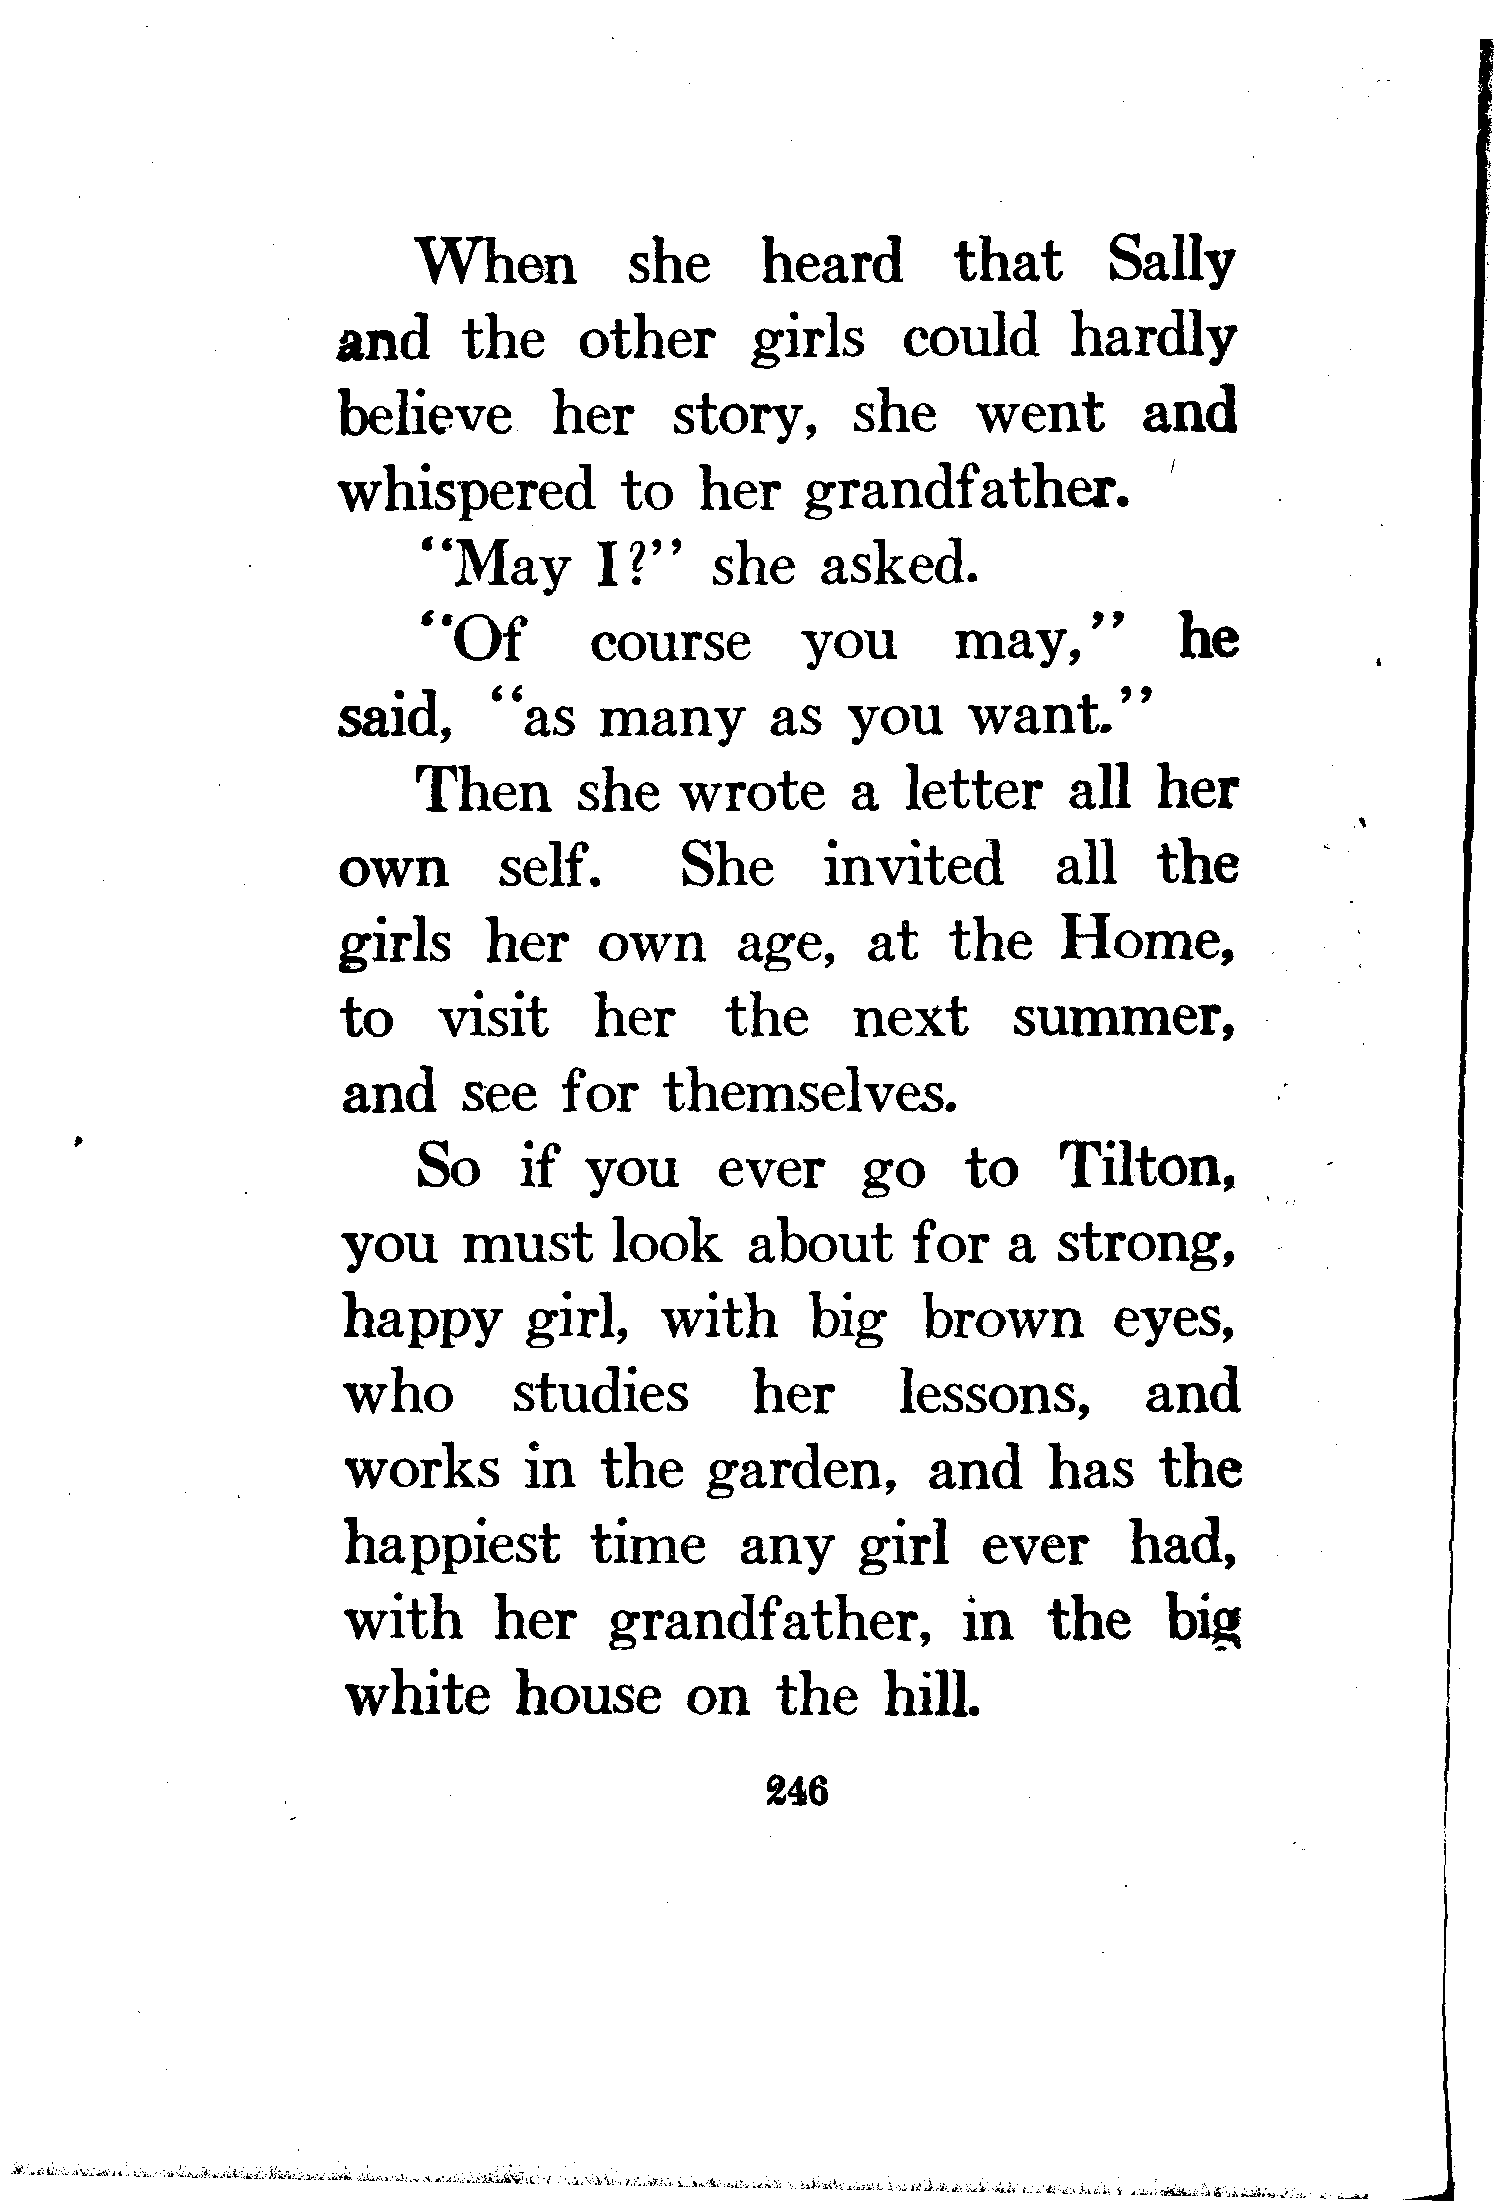 When she heard that Sally
and the other girls could hardly
believe her story, she went and
whispered to her grandfather.
"May I?" she asked.
"Of course you may," he
said, "as many as you want."
Then she wrote a letter all her
own self. She invited all the
girls her own age, at the Home,
to visit her the next summer,
and see for themselves.
So if you ever go to Tilton,
you must look about for a strong,
happy girl, with big brown eyes,
who studies her lessons, and
works in the garden, and has the
happiest time any girl ever had,
with her grandfather, in the big
white house on the hill.
246